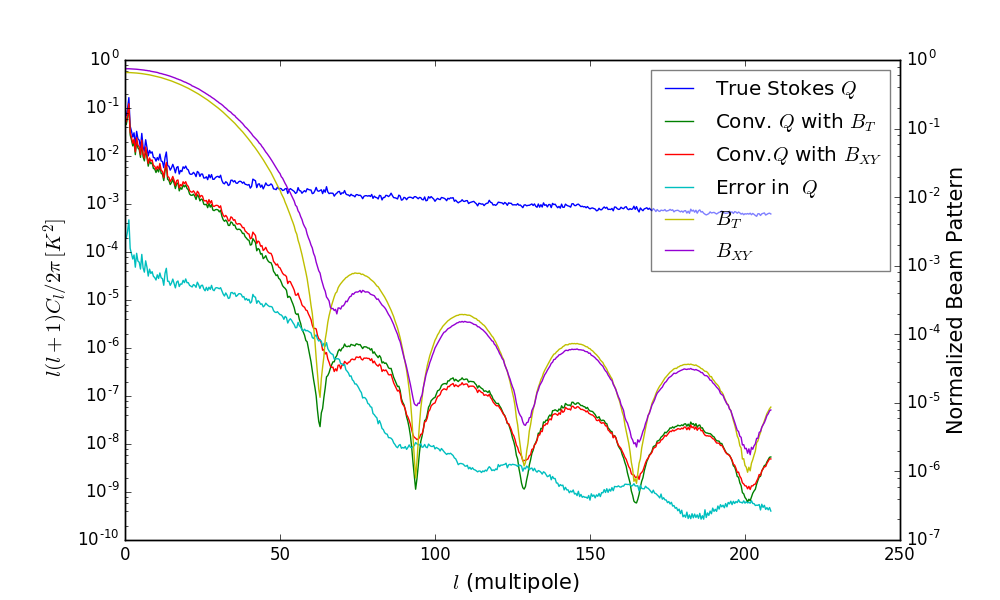 10^0
10^-1
10^-2
10^-3
10^-4
10^-5
10^-6
10^-7
10^-8
10^-9
10^-10
l(l+1)C_l/2π [K^2]
True Stokes Q
Conv. Q with B_T
Conv.Q with B_XY
Error in Q
B_T
B_XY
10^0
10^-1
10^-2
10^-3
10^-4
10^-5
10^-6
10^-7
Normalized Beam Pattern
0 50 100 150 200 250
l (multipole)